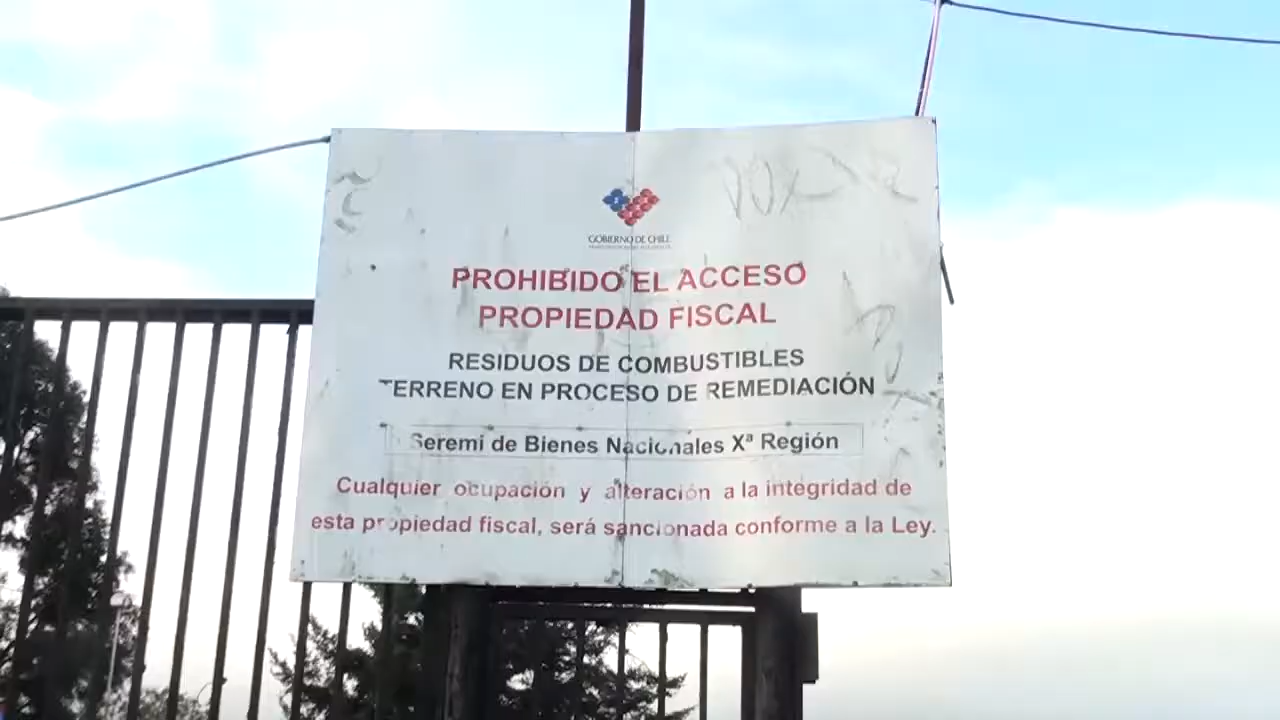 GOBIERNO DE CHILE
PROHIBIDO EL ACCESO
PROPIEDAD FISCAL
RESIDUOS DE COMBUSTIBLES
TERRENO EN PROCESO DE REMEDIACIÓN
Seremi de Bienes Nacionales Xª Región
Cualquier ocupación y alteración a la integridad de
esta propiedad fiscal, será sancionada conforme a la Ley.